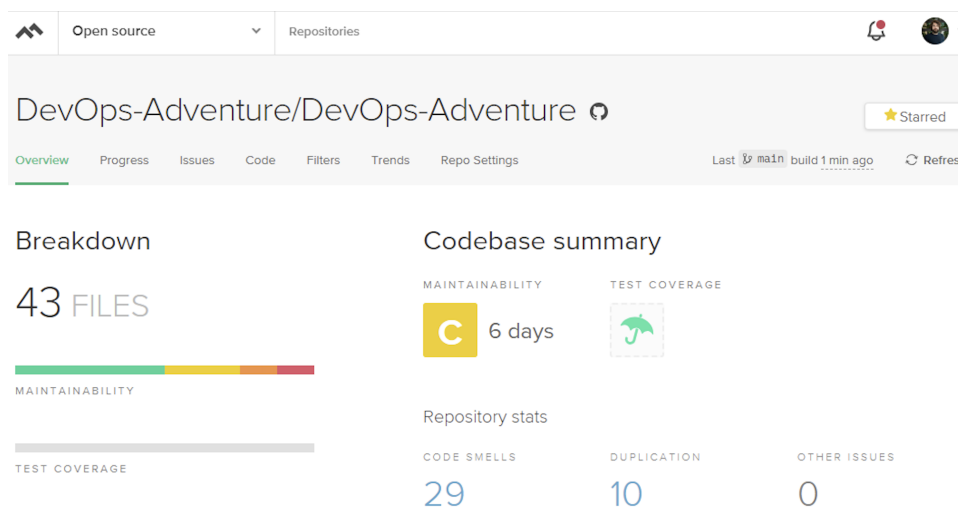 Open source
Repositories
DevOps-Adventure/DevOps-Adventure
Starred
Overview Progress Issues Code Filters Trends Repo Settings
Last main build 1 min ago
Breakdown
43 FILES
MAINTAINABILITY
TEST COVERAGE
Codebase summary
MAINTAINABILITY TEST COVERAGE
C 6 days
Repository stats
CODE SMELLS DUPLICATION OTHER ISSUES
29 10 0